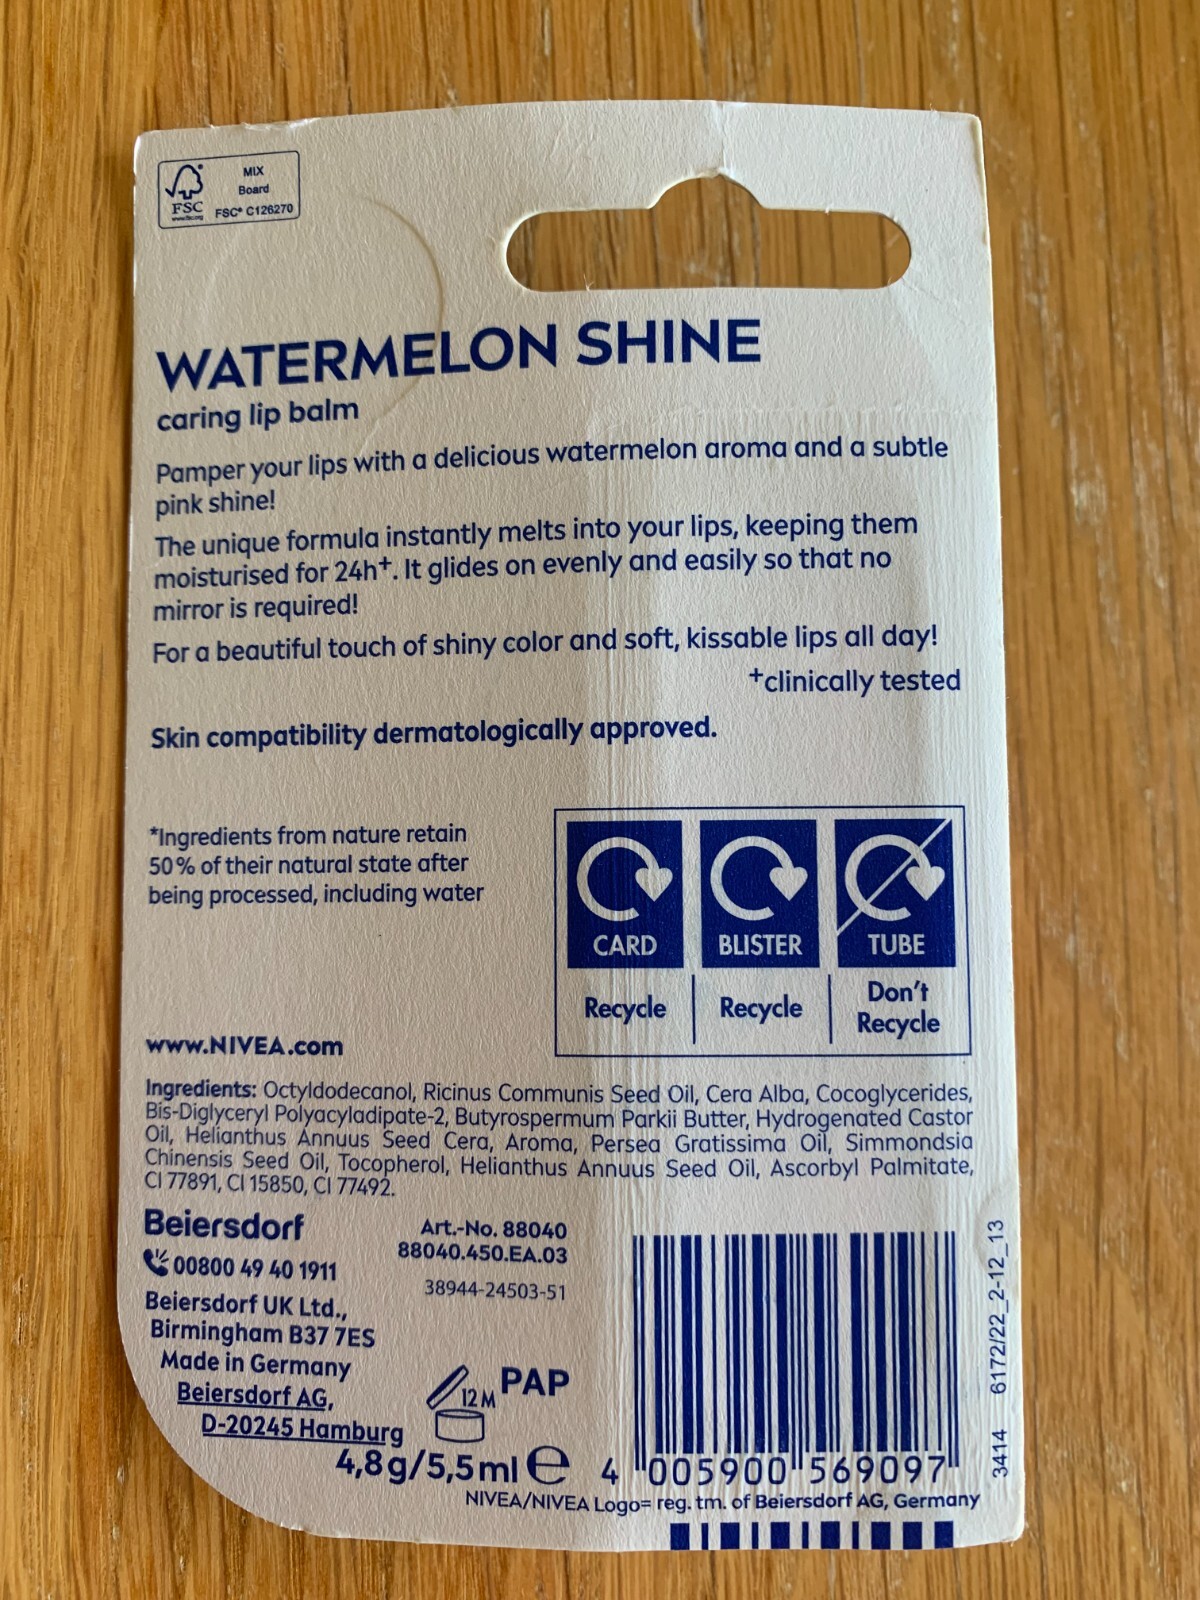 MIX
Board
FSC® C126270
FSC
www.fsc.org
WATERMELON SHINE
caring lip balm
Pamper your lips with a delicious watermelon aroma and a subtle
pink shine!
The unique formula instantly melts into your lips, keeping them
moisturised for 24h⁺. It glides on evenly and easily so that no
mirror is required!
For a beautiful touch of shiny color and soft, kissable lips all day!
⁺clinically tested
Skin compatibility dermatologically approved.
*Ingredients from nature retain
50% of their natural state after
being processed, including water
CARD BLISTER TUBE
Recycle Recycle Don't
Recycle
www.NIVEA.com
Ingredients: Octyldodecanol, Ricinus Communis Seed Oil, Cera Alba, Cocoglycerides,
Bis-Diglyceryl Polyacyladipate-2, Butyrospermum Parkii Butter, Hydrogenated Castor
Oil, Helianthus Annuus Seed Cera, Aroma, Persea Gratissima Oil, Simmondsia
Chinensis Seed Oil, Tocopherol, Helianthus Annuus Seed Oil, Ascorbyl Palmitate,
CI 77891, CI 15850, CI 77492.
Beiersdorf
00800 49 40 1911
Beiersdorf UK Ltd.,
Birmingham B37 7ES
Made in Germany
Beiersdorf AG,
D-20245 Hamburg
Art.-No. 88040
88040.450.EA.03
38944-24503-51
12M
PAP
4,8g/5,5ml ℮
4 005900 569097
3414 6172/22_2-12_13
NIVEA/NIVEA Logo= reg. tm. of Beiersdorf AG, Germany